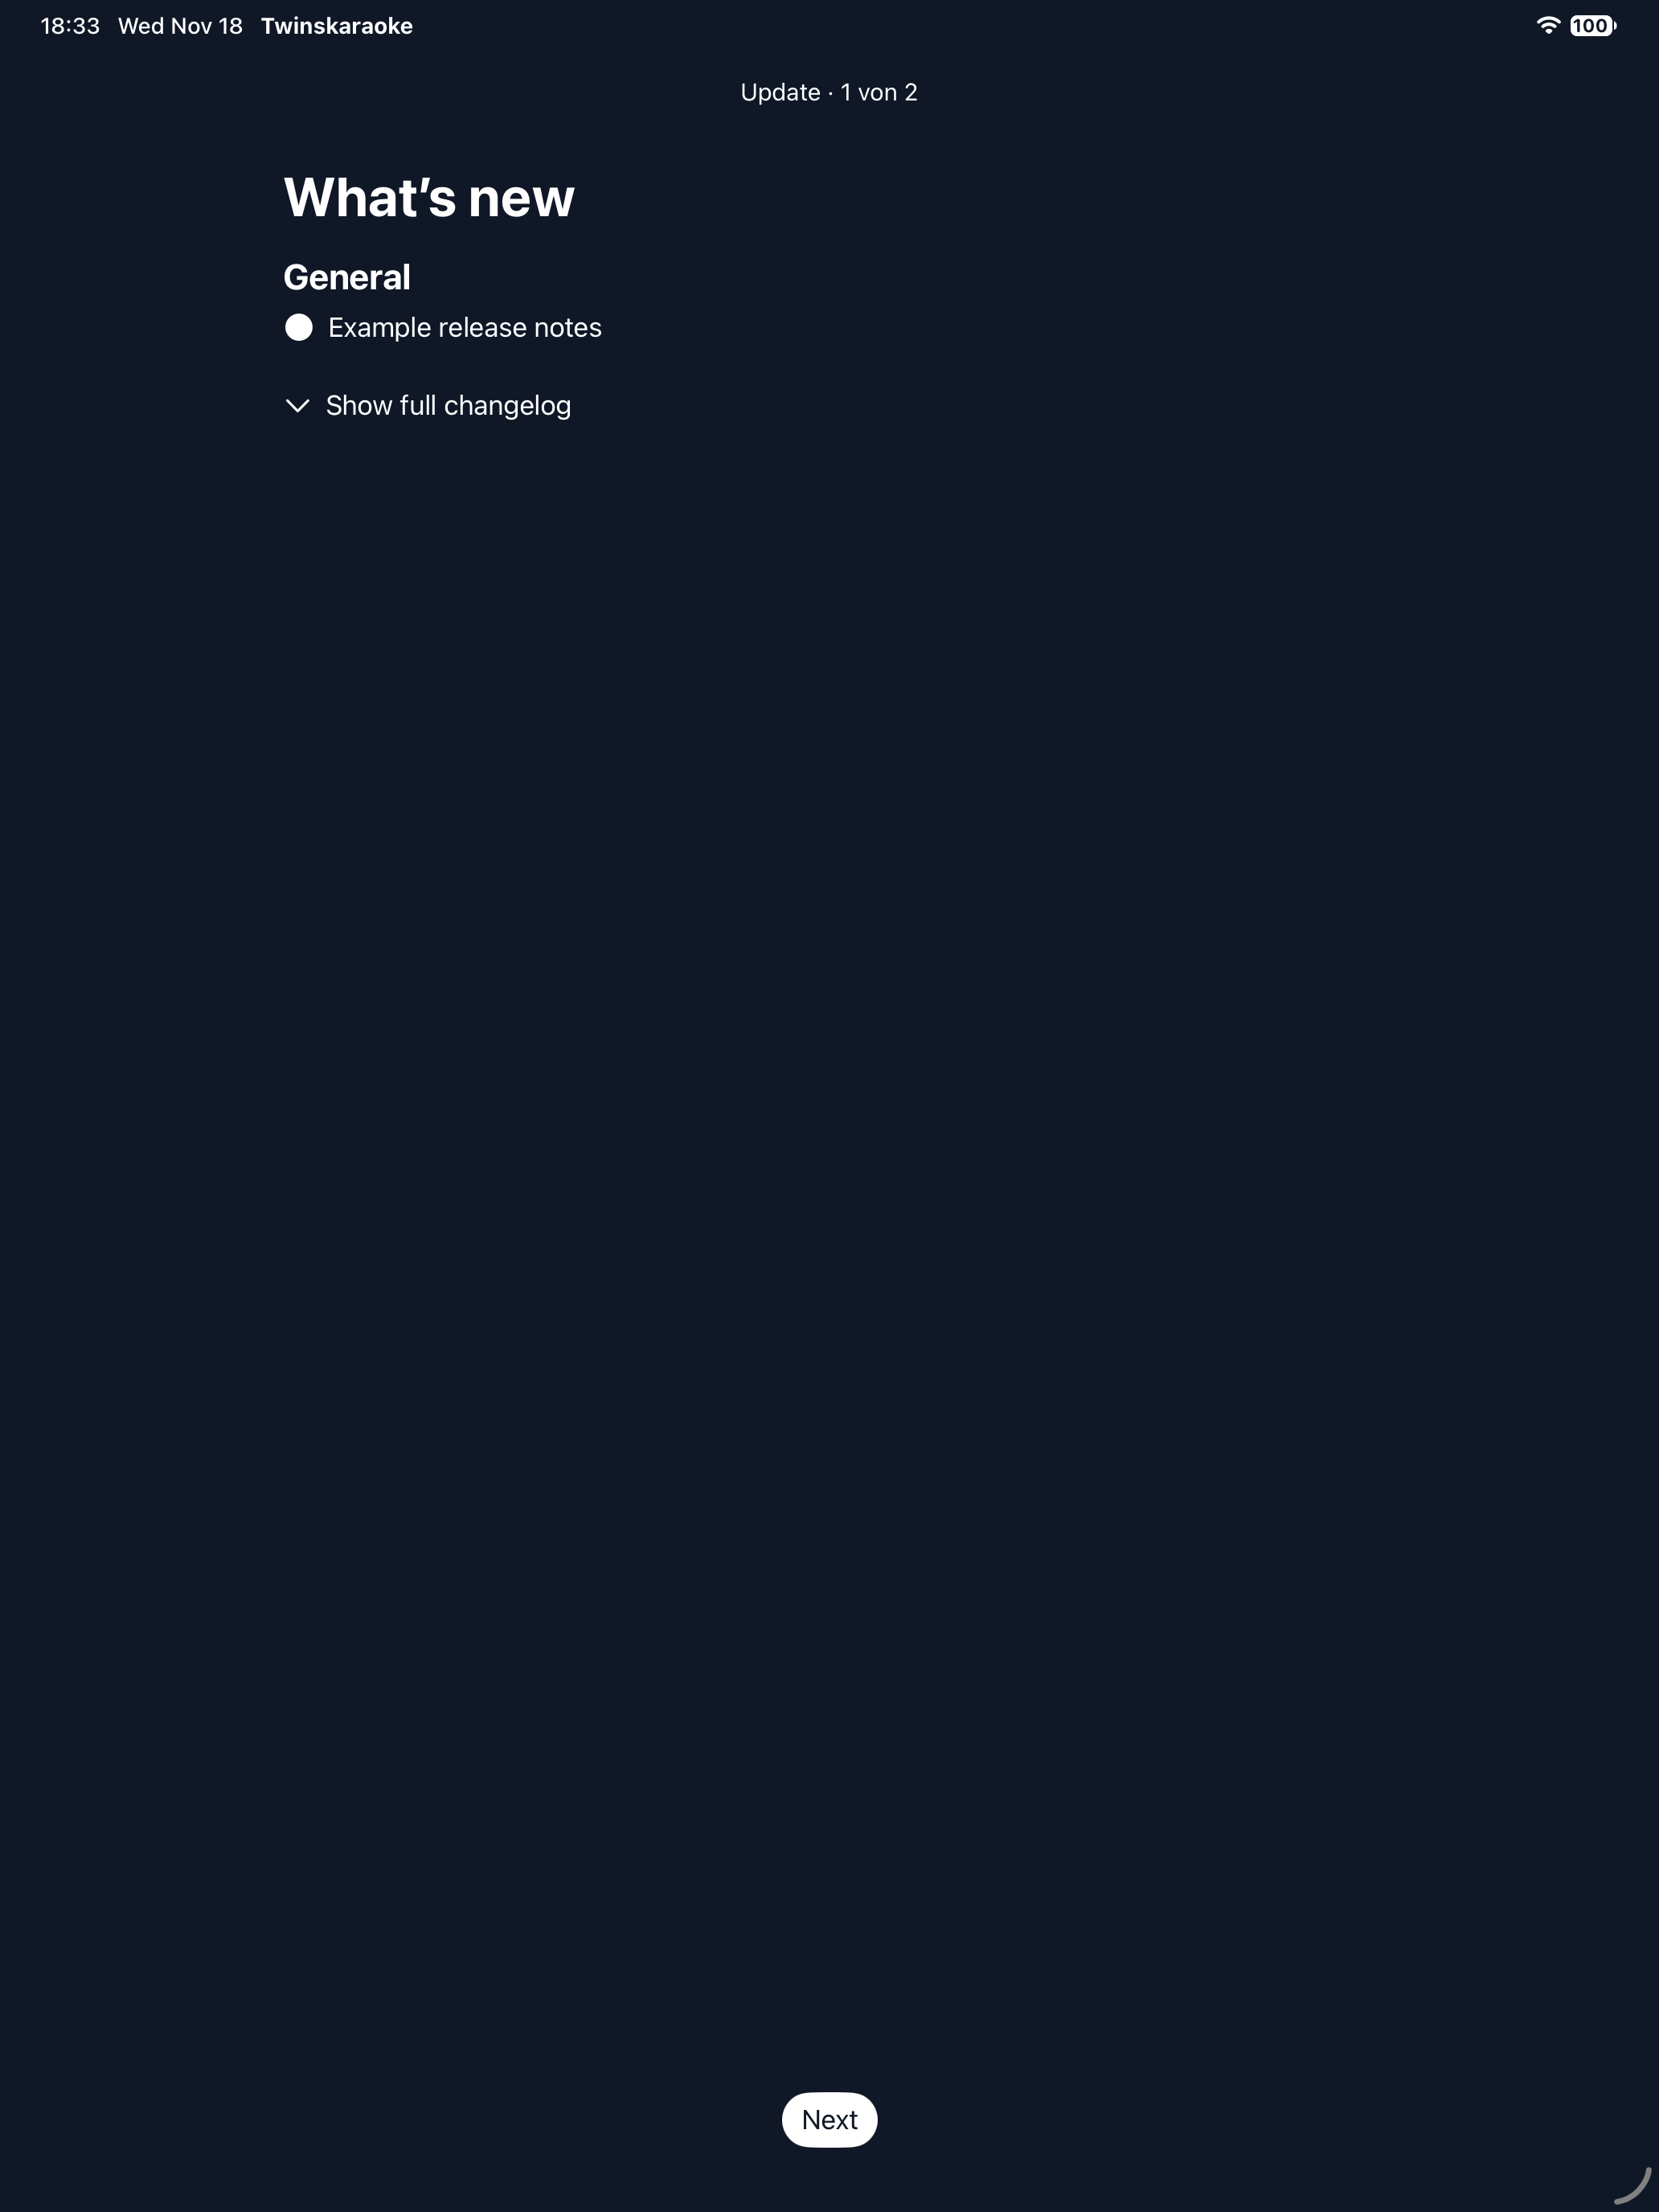 18:33 Wed Nov 18 Twinskaraoke 100
Update · 1 von 2
What’s new
General
Example release notes
Show full changelog
Next